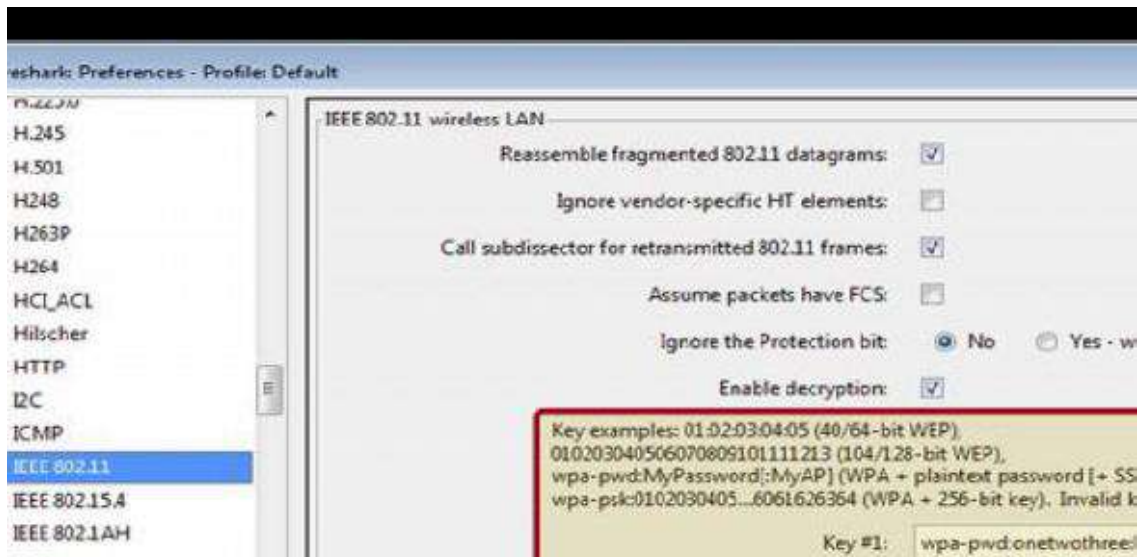 eshark: Preferences - Profile: Default
H.245
H.501
H248
H263P
H264
HCI_ACL
Hilscher
HTTP
I2C
ICMP
IEEE 802.11
IEEE 802.15.4
IEEE 802.1AH
IEEE 802.11 wireless LAN
Reassemble fragmented 802.11 datagrams:
Ignore vendor-specific HT elements:
Call subdissector for retransmitted 802.11 frames:
Assume packets have FCS:
Ignore the Protection bit: No Yes - w
Enable decryption:
Key examples: 01:02:03:04:05 (40/64-bit WEP),
010203040506070809101111213 (104/128-bit WEP),
wpa-pwd:MyPassword[:MyAP] (WPA + plaintext password [+ SS
wpa-psk:0102030405...6061626364 (WPA + 256-bit key). Invalid k
Key #1: wpa-pwd:onetwothree: